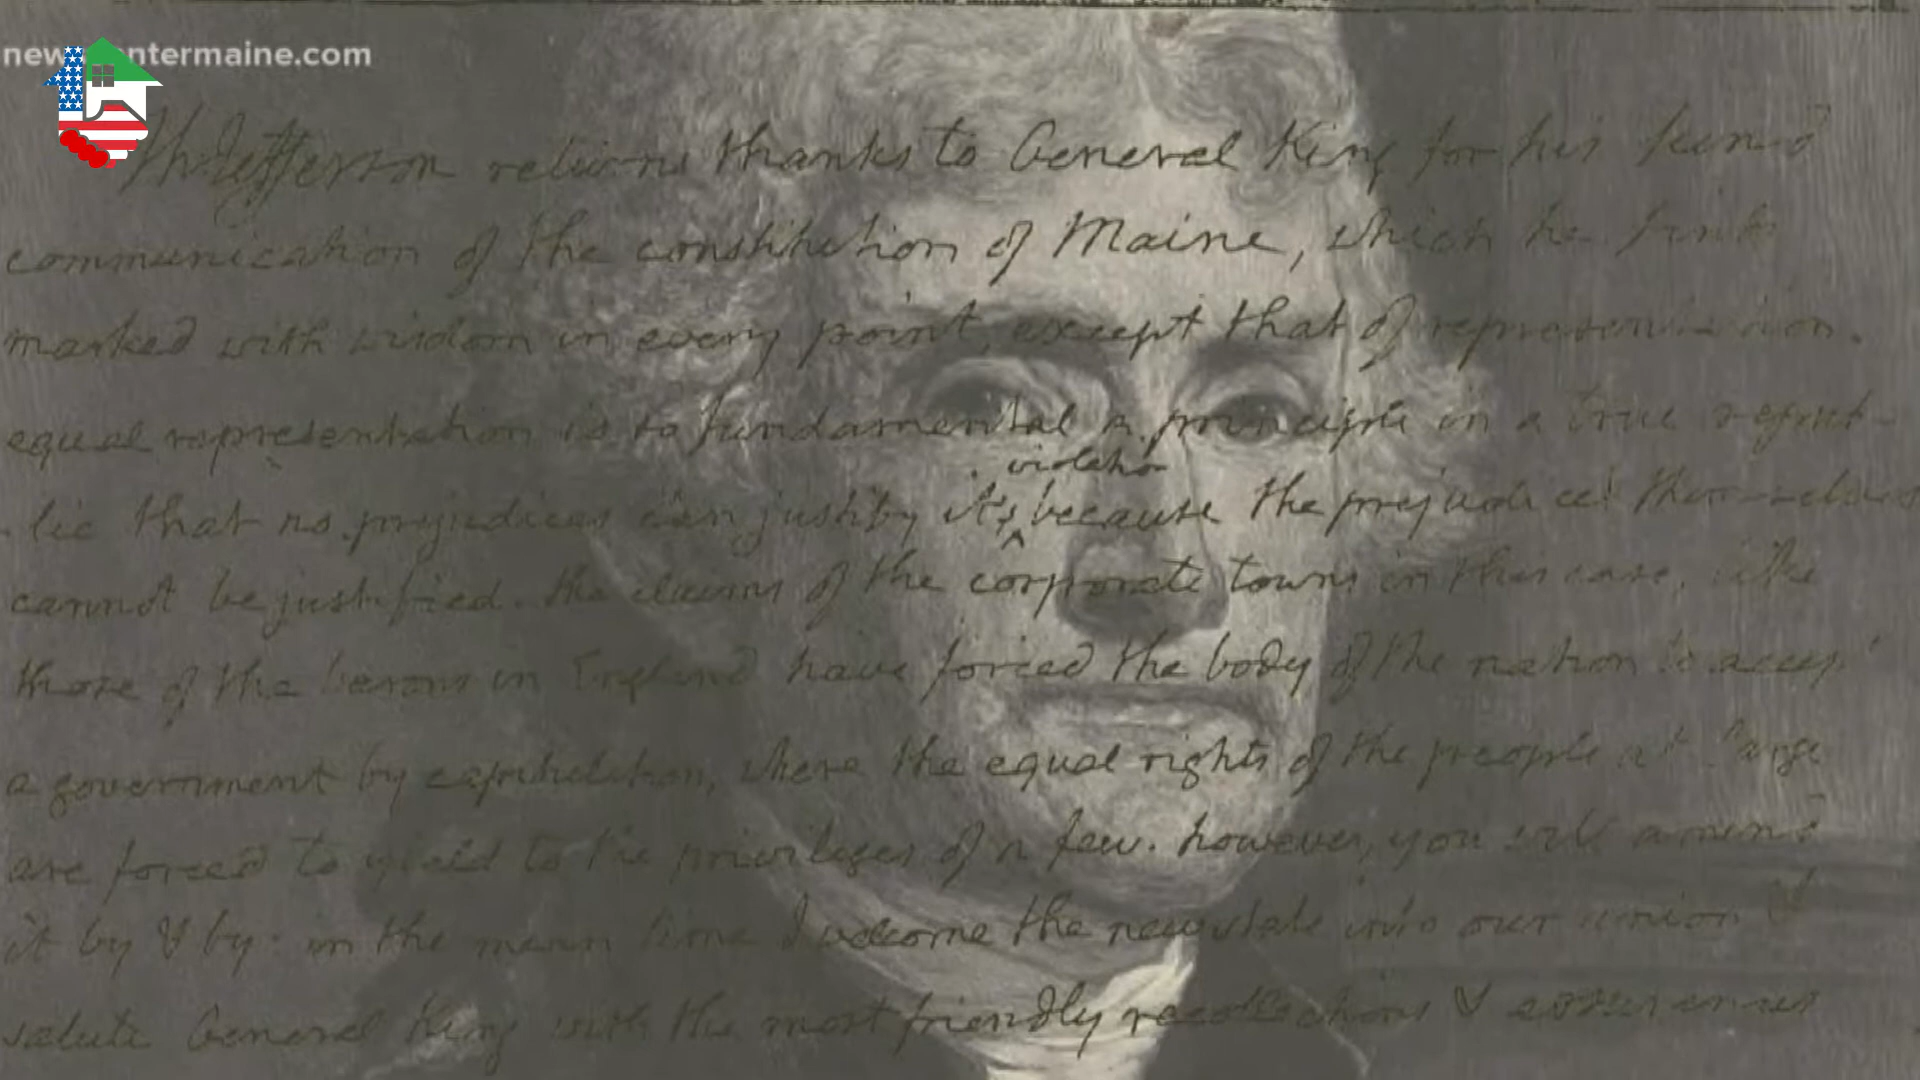 newscentermaine.com
Th: Jefferson returns thanks to General King for his kind
communication of the constitution of Maine, which he finds
marked with wisdom in every point, except that of representation.
equal representation is so fundamental a principle in a true repub-
-lic that no prejudices can justify its violation because the prejudices themselves
cannot be justified. the claims of the corporate towns in this case, like
those of the barons in England have forced the body of the nation to accept
a government by capitulation, where the equal rights of the people at large
are forced to yield to the privileges of a few. however, you will amend
it by & by. in the mean time I welcome the new state into our union &
salute General King with the most friendly recollections & assurances